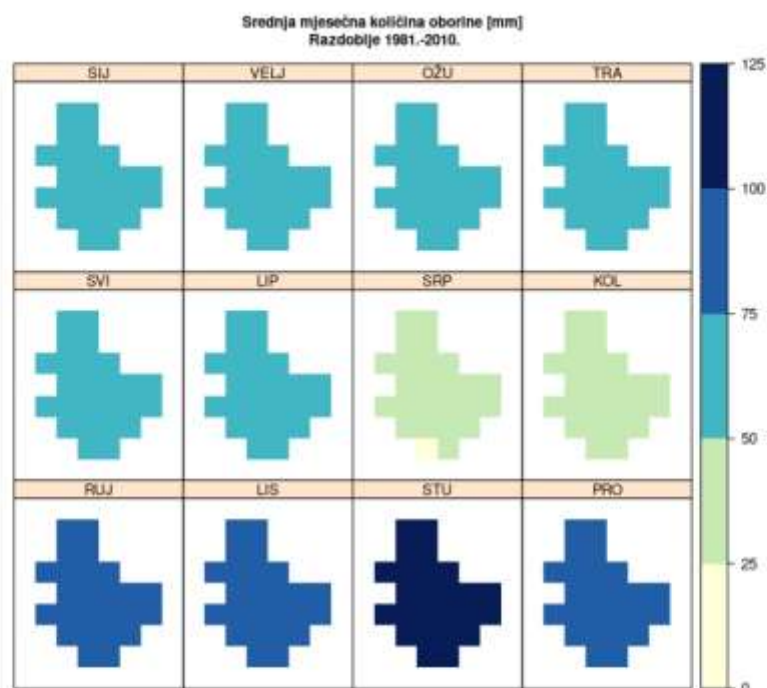 Srednja mjesečna količina oborine [mm]
Razdoblje 1981.-2010.
SIJ VELJ OŽU TRA
SVI LIP SRP KOL
RUJ LIS STU PRO
125
100
75
50
25
0